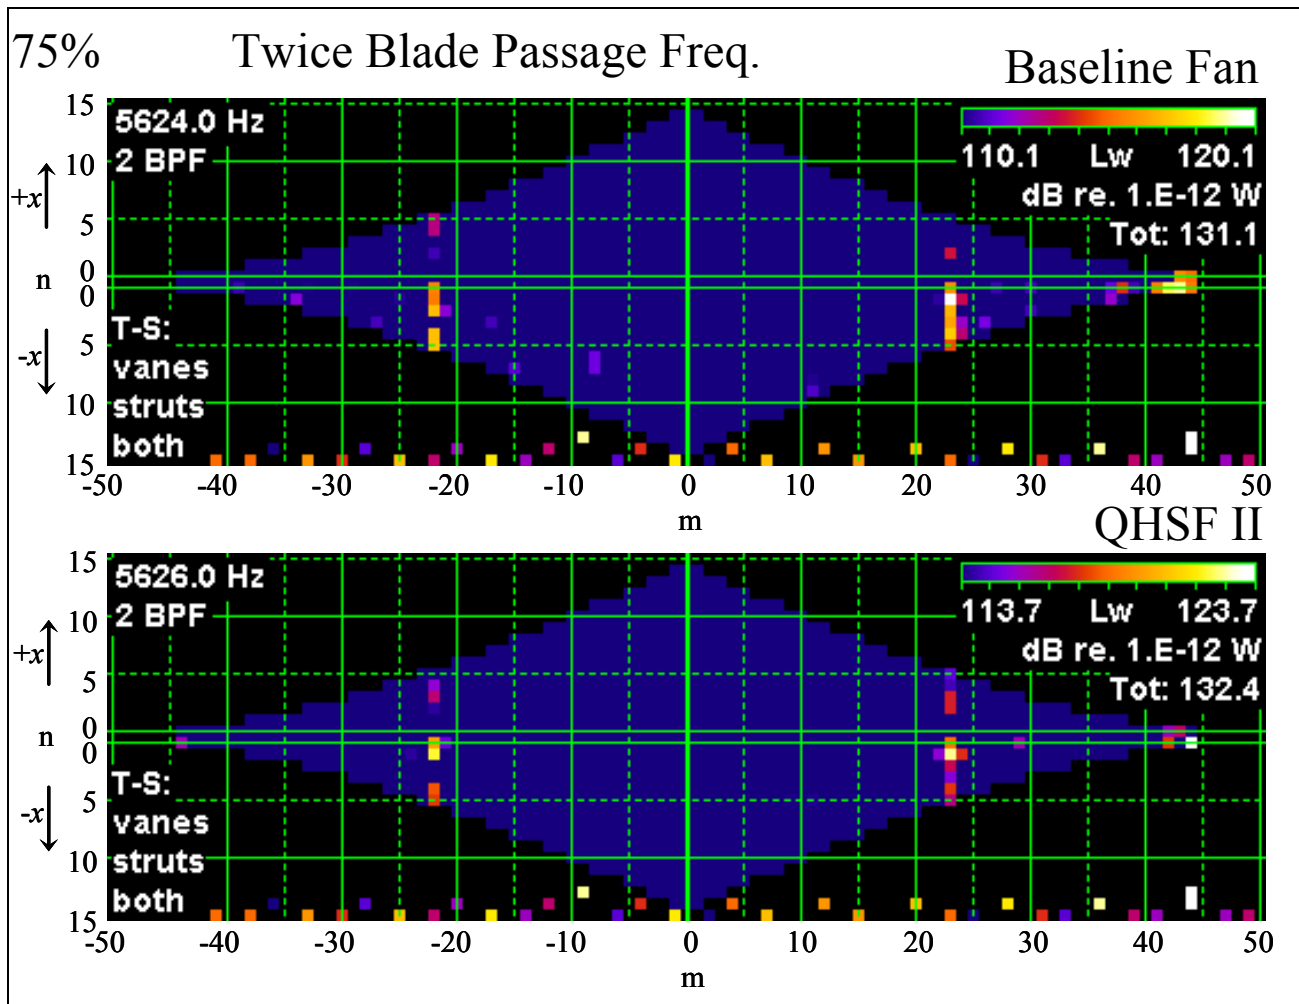 75%
Twice Blade Passage Freq.
Baseline Fan
5624.0 Hz
2 BPF
110.1 Lw 120.1
dB re. 1.E-12 W
Tot: 131.1
15
10
5
0
0
5
10
15
+x
n
-x
T-S:
vanes
struts
both
-50 -40 -30 -20 -10 0 10 20 30 40 50
m
QHSF II
5626.0 Hz
2 BPF
113.7 Lw 123.7
dB re. 1.E-12 W
Tot: 132.4
15
10
5
0
0
5
10
15
+x
n
-x
T-S:
vanes
struts
both
-50 -40 -30 -20 -10 0 10 20 30 40 50
m